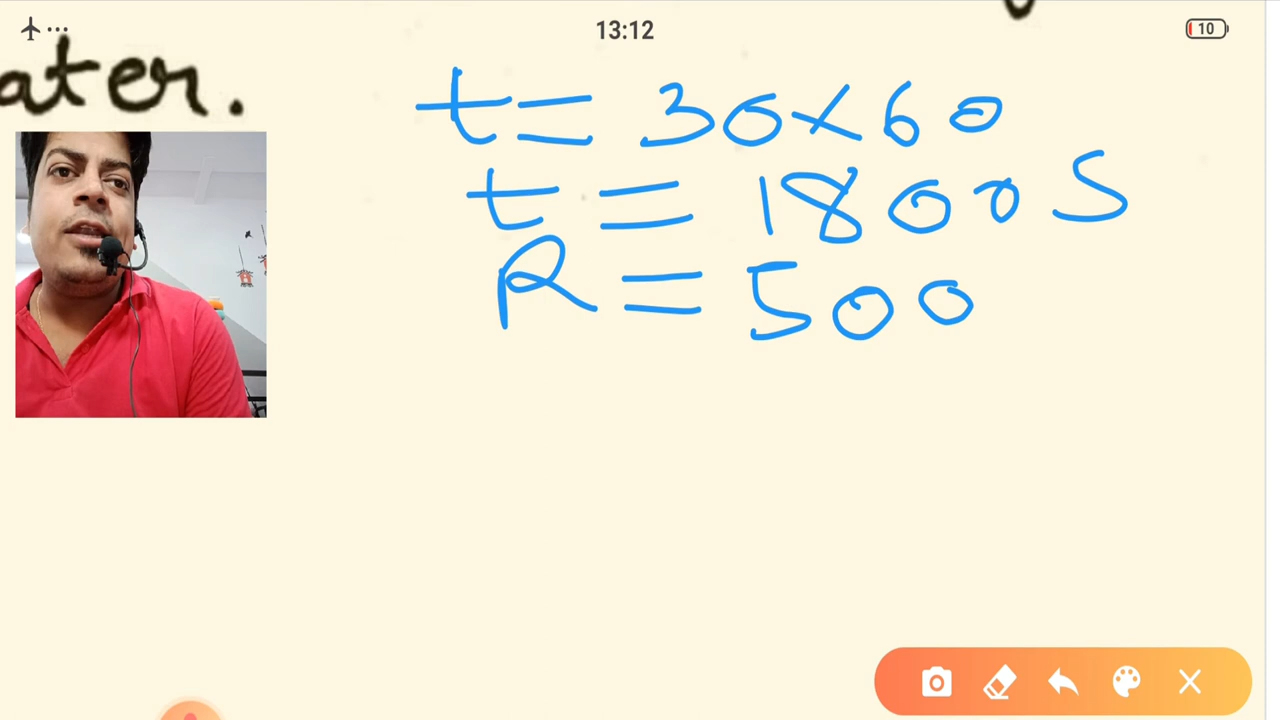 13:12
10
ater.
t = 30 × 60
t = 1800 S
R = 500